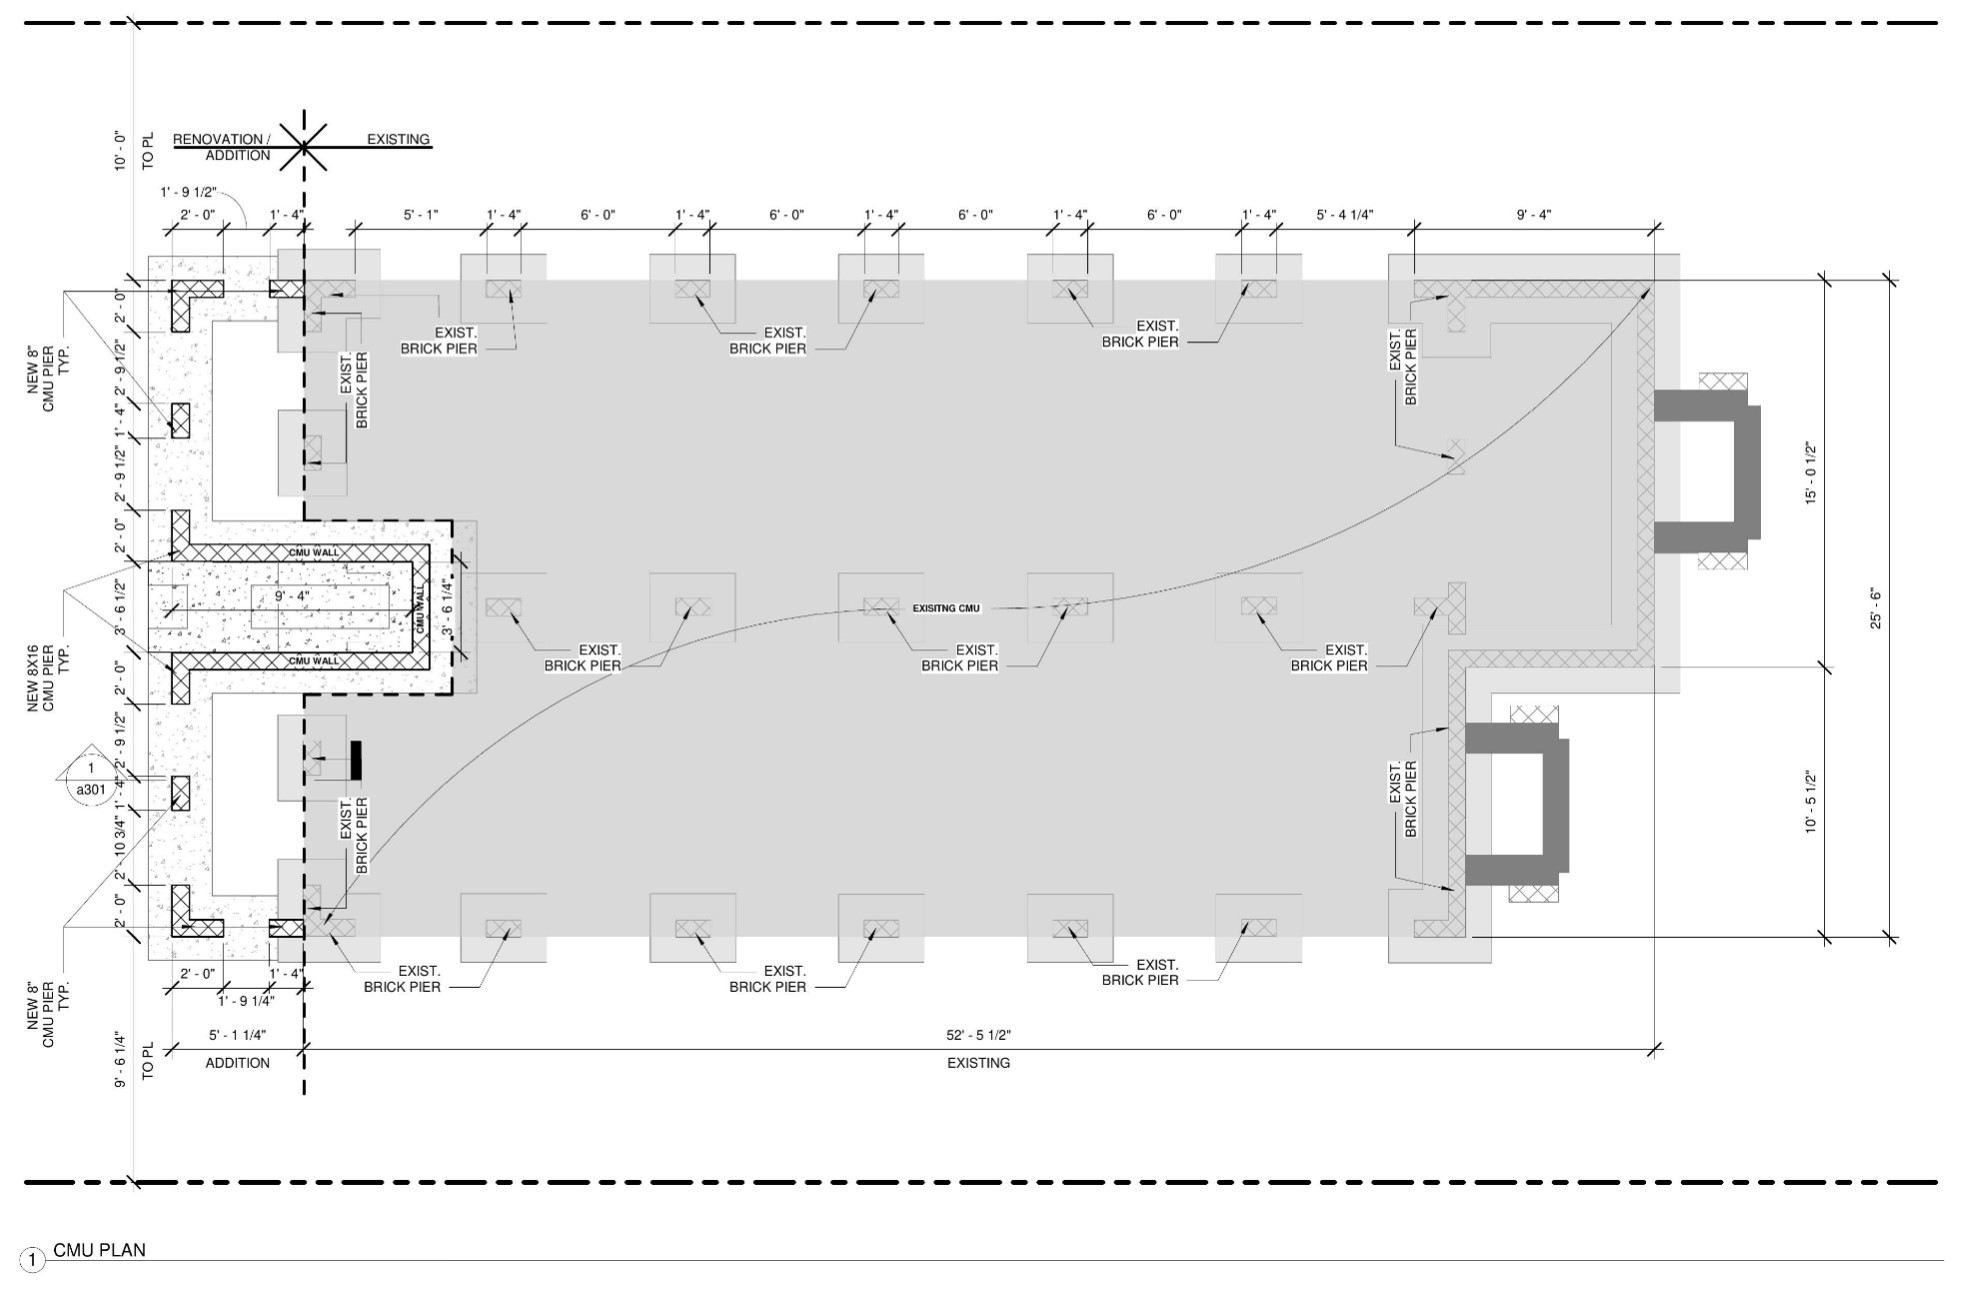 10' - 0"
TO PL
RENOVATION /
ADDITION
EXISTING
1' - 9 1/2"
2' - 0"
1' - 4"
5' - 1"
1' - 4"
6' - 0"
1' - 4"
6' - 0"
1' - 4"
6' - 0"
1' - 4"
6' - 0"
1' - 4"
5' - 4 1/4"
9' - 4"
NEW 8"
CMU PIER
TYP.
2' - 0"
2' - 9 1/2"
1' - 4"
2' - 9 1/2"
2' - 0"
3' - 6 1/2"
2' - 0"
2' - 9 1/2"
1' - 4"
2' - 10 3/4"
2' - 0"
EXIST.
BRICK PIER
EXIST.
BRICK PIER
EXIST.
BRICK PIER
EXIST.
BRICK PIER
EXIST.
BRICK PIER
15' - 0 1/2"
25' - 6"
10' - 5 1/2"
CMU WALL
CMU WALL
CMU WALL
9' - 4"
3' - 6 1/4"
EXISITNG CMU
NEW 8X16
CMU PIER
TYP.
EXIST.
BRICK PIER
EXIST.
BRICK PIER
EXIST.
BRICK PIER
1
a301
EXIST.
BRICK PIER
EXIST.
BRICK PIER
EXIST.
BRICK PIER
EXIST.
BRICK PIER
EXIST.
BRICK PIER
NEW 8"
CMU PIER
TYP.
2' - 0"
1' - 4"
1' - 9 1/4"
5' - 1 1/4"
ADDITION
52' - 5 1/2"
EXISTING
9' - 6 1/4"
TO PL
1
CMU PLAN